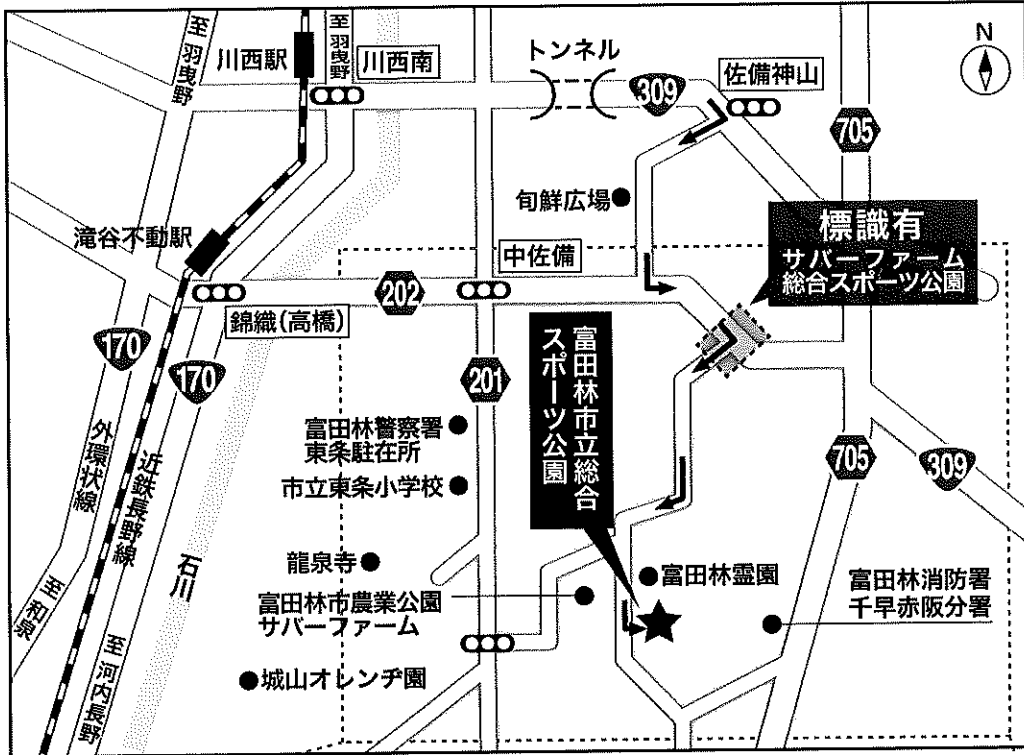 至 羽曳野
至 羽曳野
川西駅
川西南
トンネル
309
佐備神山
N
705
旬鮮広場
標識有
サバーファーム
総合スポーツ公園
滝谷不動駅
中佐備
202
錦織(高橋)
170
170
201
富田林市立総合
スポーツ公園
富田林警察署
東条駐在所
市立東条小学校
705
309
外環状線
近鉄長野線
石川
龍泉寺
富田林市農業公園
サバーファーム
富田林霊園
富田林消防署
千早赤阪分署
至 和泉
至 河内長野
城山オレンヂ園